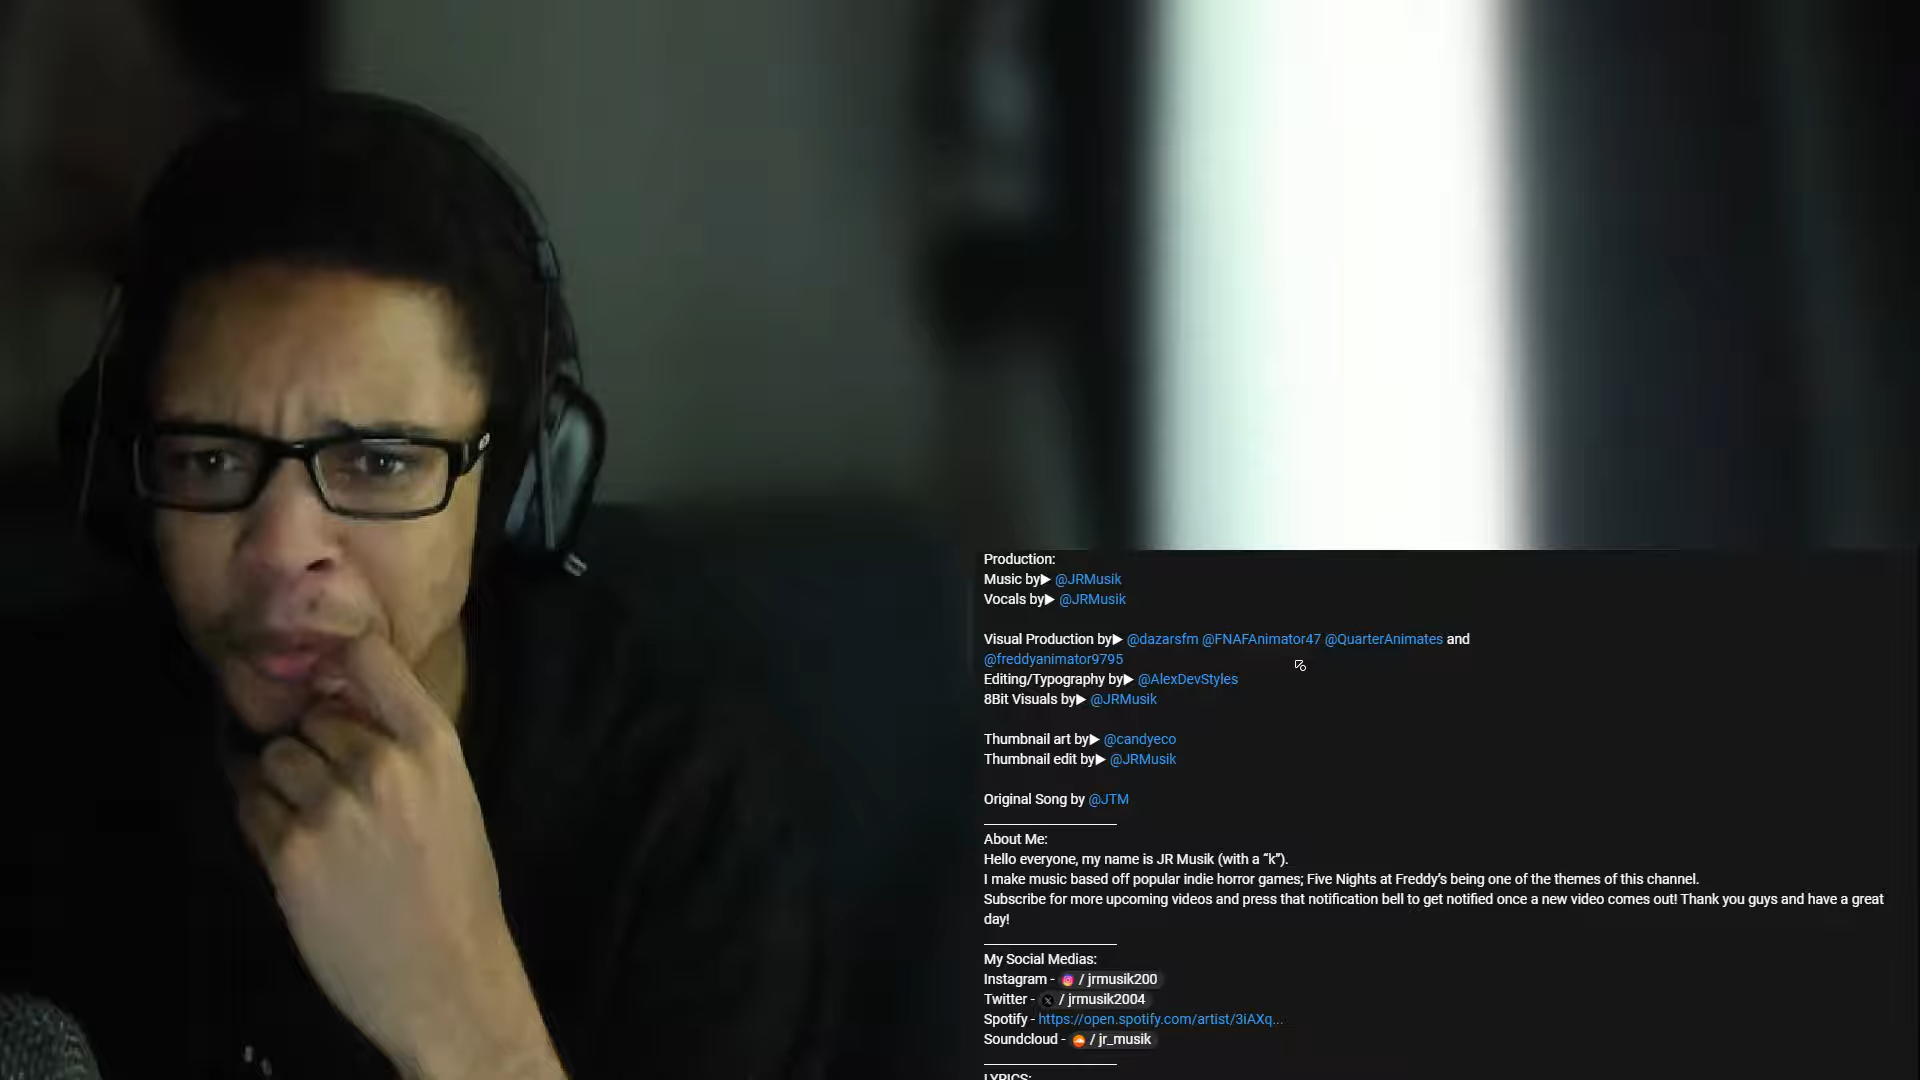 Production:
Music by▶ @JRMusik
Vocals by▶ @JRMusik
Visual Production by▶ @dazarsfm @FNAFAnimator47 @QuarterAnimates and
@freddyanimator9795
Editing/Typography by▶ @AlexDevStyles
8Bit Visuals by▶ @JRMusik
Thumbnail art by▶ @candyeco
Thumbnail edit by▶ @JRMusik
Original Song by @JTM
About Me:
Hello everyone, my name is JR Musik (with a “k”).
I make music based off popular indie horror games; Five Nights at Freddy’s being one of the themes of this channel.
Subscribe for more upcoming videos and press that notification bell to get notified once a new video comes out! Thank you guys and have a great
day!
My Social Medias:
Instagram - / jrmusik200
Twitter - / jrmusik2004
Spotify - https://open.spotify.com/artist/3iAXq...
Soundcloud - / jr_musik
LYRICS: